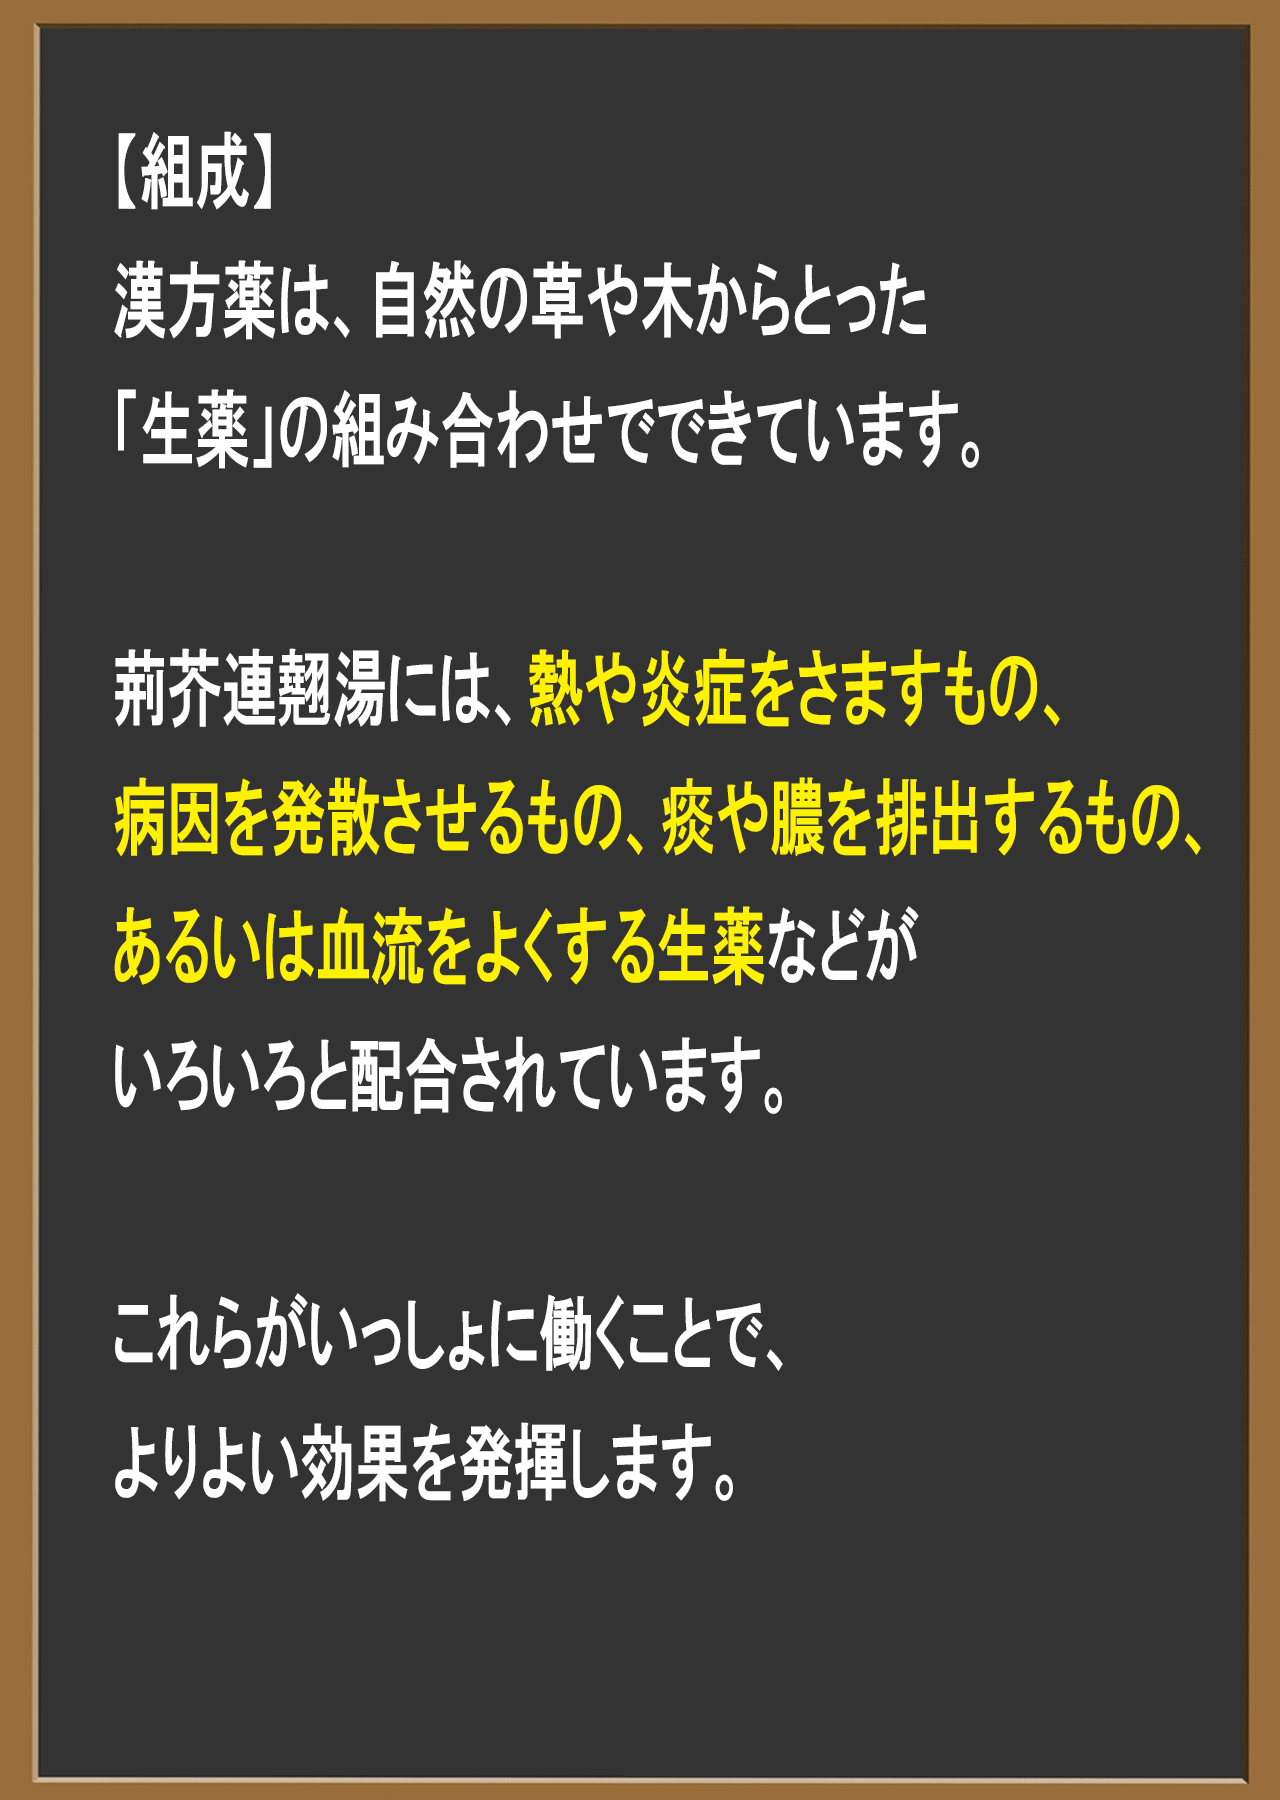 【組成】
漢方薬は、自然の草や木からとった
「生薬」の組み合わせでできています。
荊芥連翹湯には、熱や炎症をさますもの、
病因を発散させるもの、痰や膿を排出するもの、
あるいは血流をよくする生薬などが
いろいろと配合されています。
これらがいっしょに働くことで、
よりよい効果を発揮します。